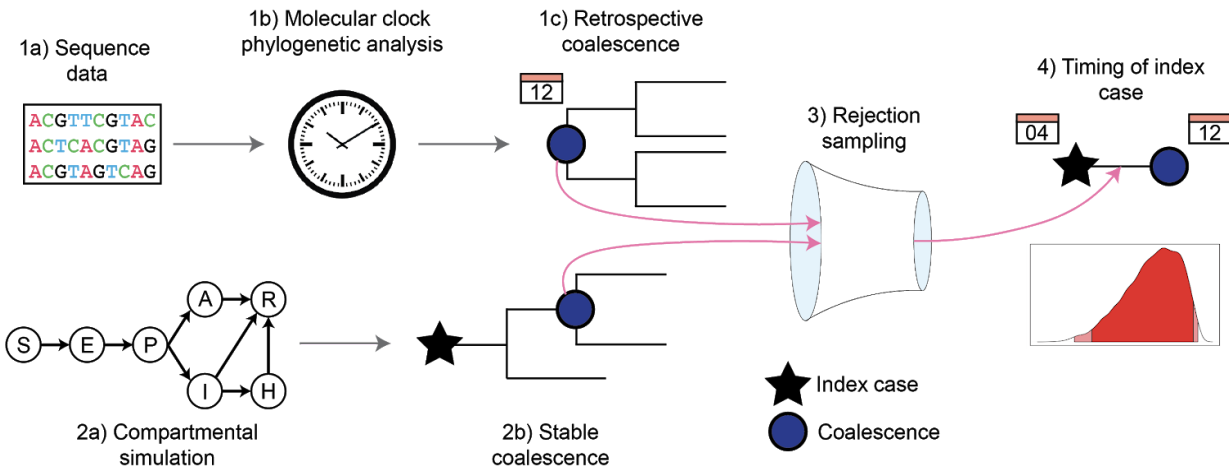 1a) Sequence
data
ACGTTCGTAC
ACTCACGTAG
ACGTAGTCAG
1b) Molecular clock
phylogenetic analysis
1c) Retrospective
coalescence
12
3) Rejection
sampling
4) Timing of index
case
04
12
S
E
P
A
R
I
H
2a) Compartmental
simulation
2b) Stable
coalescence
Index case
Coalescence